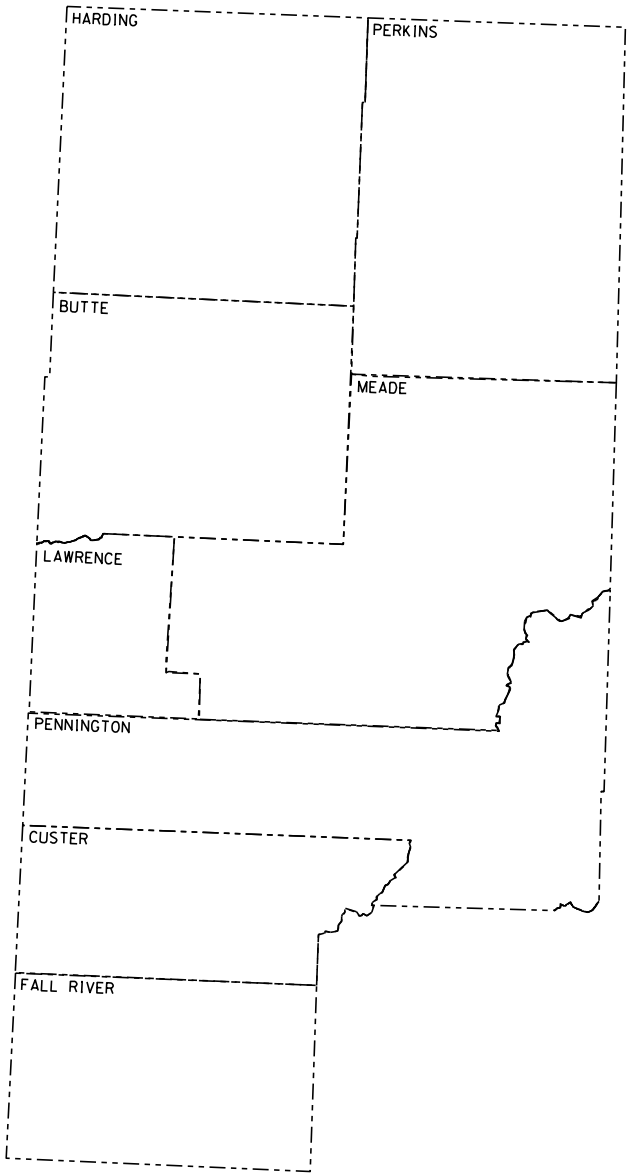 HARDING
PERKINS
BUTTE
MEADE
LAWRENCE
PENNINGTON
CUSTER
FALL RIVER